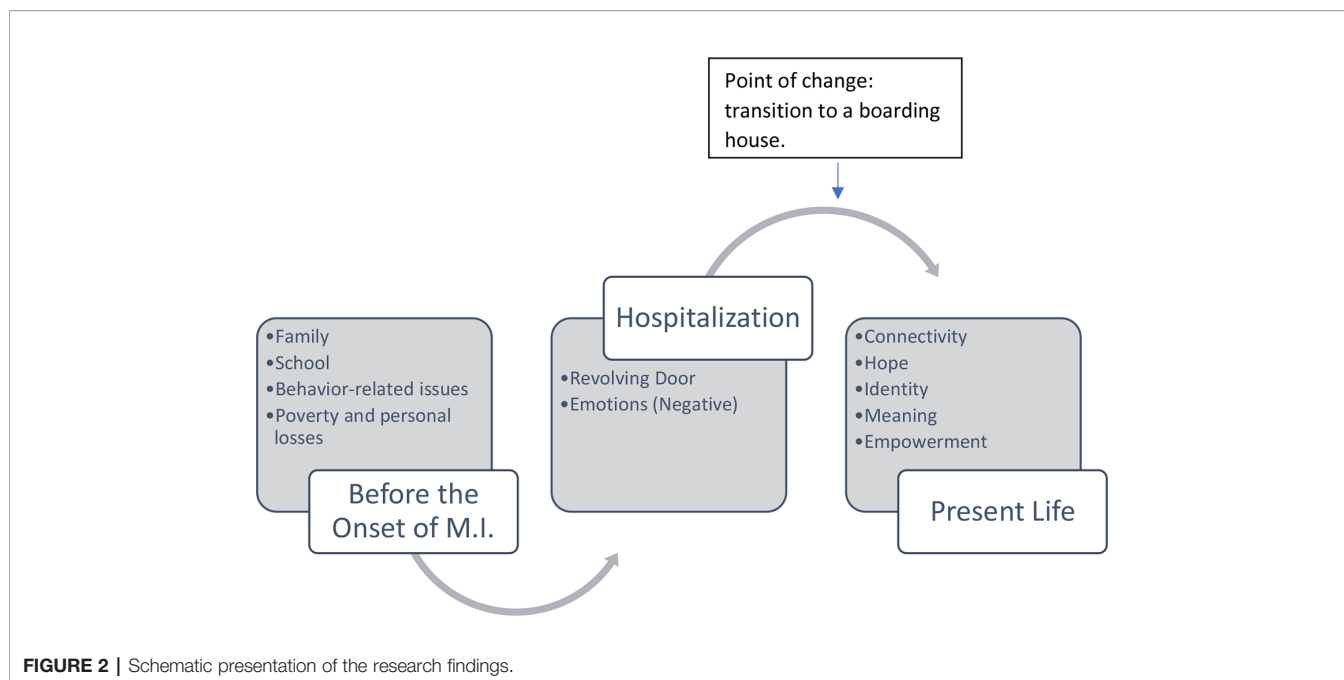 Point of change:
transition to a boarding
house.
Hospitalization
•Family
•School
•Behavior-related issues
•Poverty and personal
losses
Before the
Onset of M.I.
•Revolving Door
•Emotions (Negative)
•Connectivity
•Hope
•Identity
•Meaning
•Empowerment
Present Life
FIGURE 2 | Schematic presentation of the research findings.